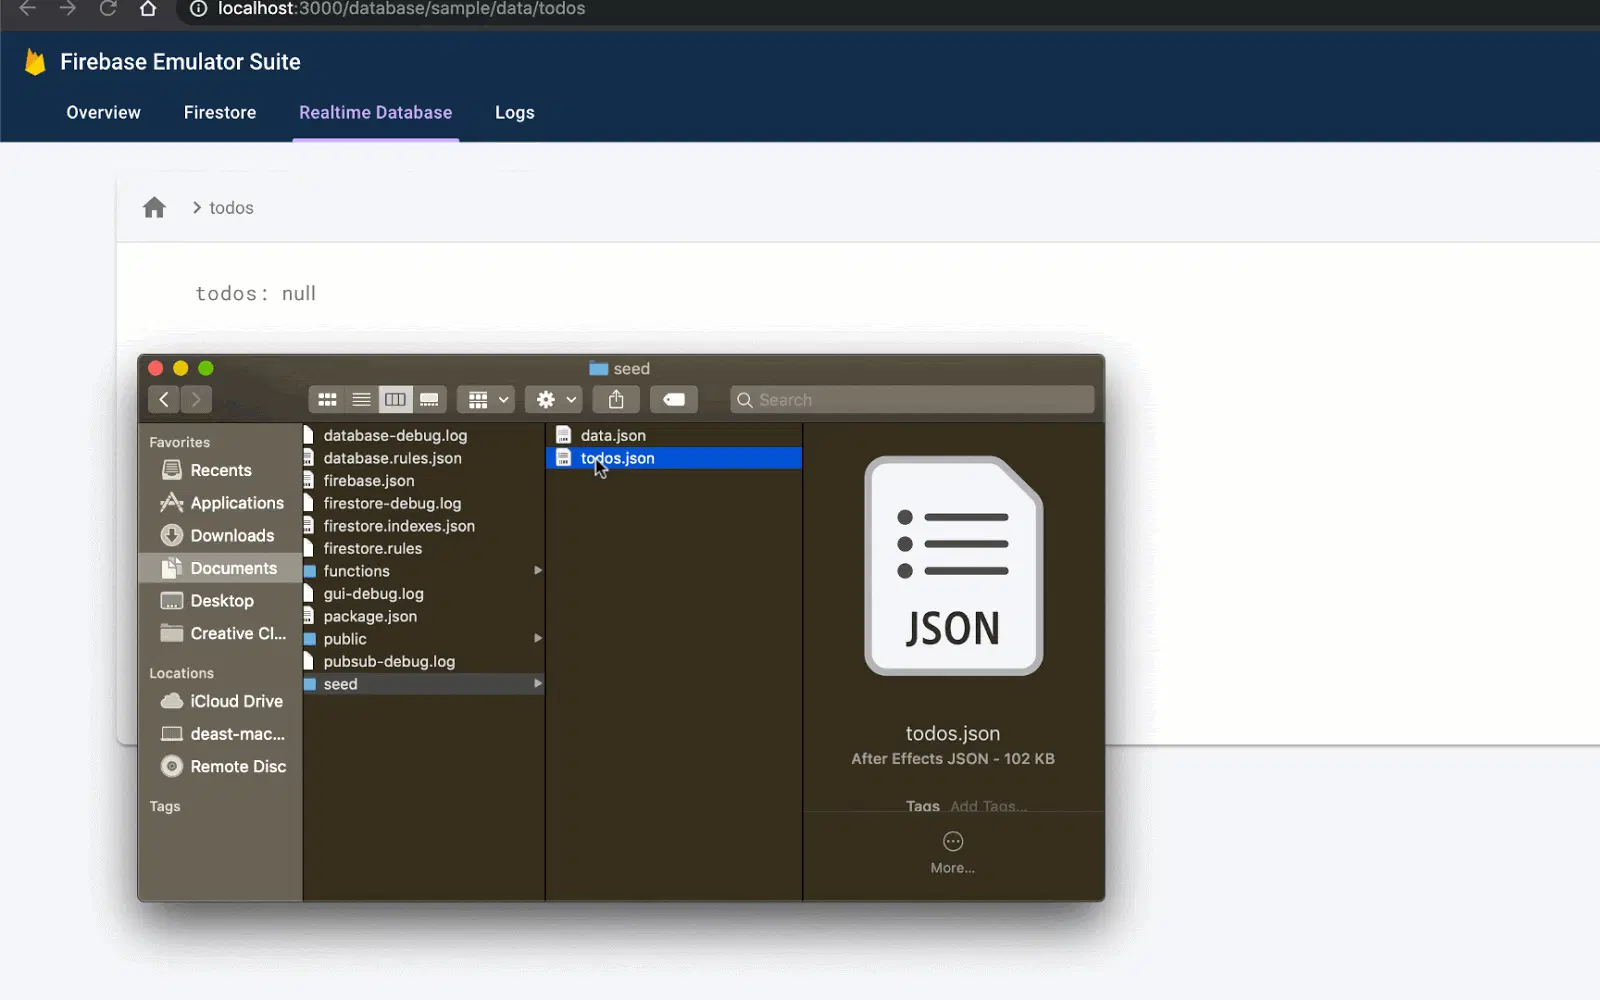 localhost:3000/database/sample/data/todos
Firebase Emulator Suite
Overview Firestore Realtime Database Logs
todos
todos: null
seed
Search
Favorites
Recents
Applications
Downloads
Documents
Desktop
Creative Cl...
Locations
iCloud Drive
deast-mac...
Remote Disc
Tags
database-debug.log
database.rules.json
firebase.json
firestore-debug.log
firestore.indexes.json
firestore.rules
functions
gui-debug.log
package.json
public
pubsub-debug.log
seed
data.json
todos.json
JSON
todos.json
After Effects JSON - 102 KB
Tags Add Tags...
More...